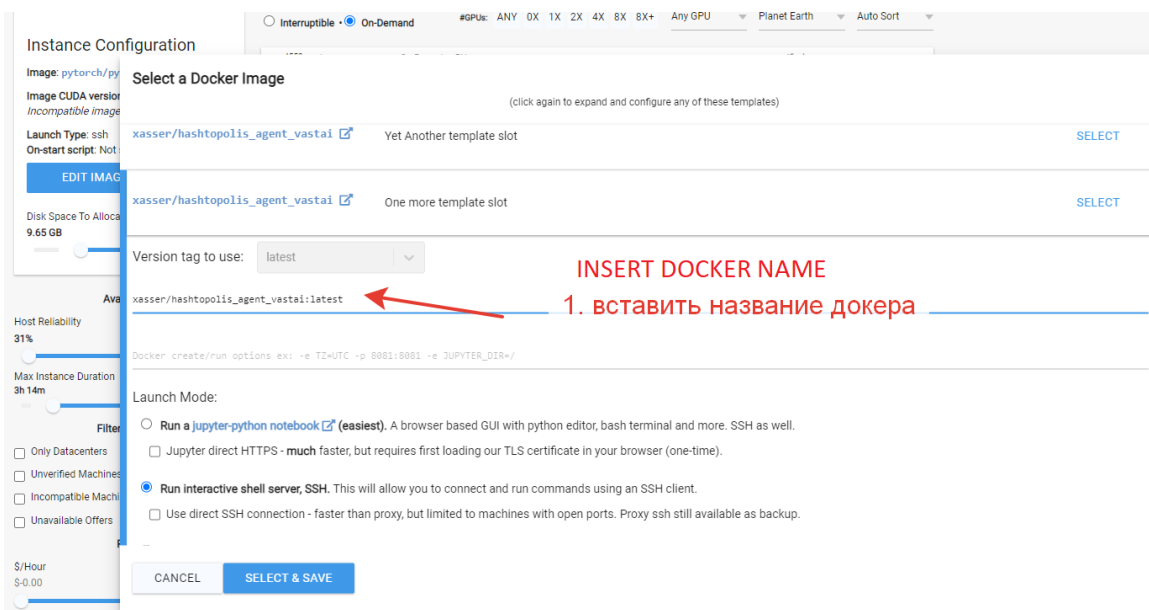 Interruptible · On-Demand #GPUs: ANY 0X 1X 2X 4X 8X 8X+ Any GPU Planet Earth Auto Sort
Instance Configuration
Image: pytorch/py
Image CUDA version
Incompatible image
Launch Type: ssh
On-start script: Not
EDIT IMAG
Disk Space To Alloca
9.65 GB
Ava
Host Reliability
31%
Max Instance Duration
3h 14m
Filter
Only Datacenters
Unverified Machines
Incompatible Machi
Unavailable Offers
$/Hour
$-0.00
Select a Docker Image
(click again to expand and configure any of these templates)
xasser/hashtopolis_agent_vastai Yet Another template slot SELECT
xasser/hashtopolis_agent_vastai One more template slot SELECT
Version tag to use: latest
INSERT DOCKER NAME
xasser/hashtopolis_agent_vastai:latest
1. вставить название докера
Docker create/run options ex: -e TZ=UTC -p 8081:8081 -e JUPYTER_DIR=/
Launch Mode:
Run a jupyter-python notebook (easiest). A browser based GUI with python editor, bash terminal and more. SSH as well.
Jupyter direct HTTPS - much faster, but requires first loading our TLS certificate in your browser (one-time).
Run interactive shell server, SSH. This will allow you to connect and run commands using an SSH client.
Use direct SSH connection - faster than proxy, but limited to machines with open ports. Proxy ssh still available as backup.
CANCEL SELECT & SAVE